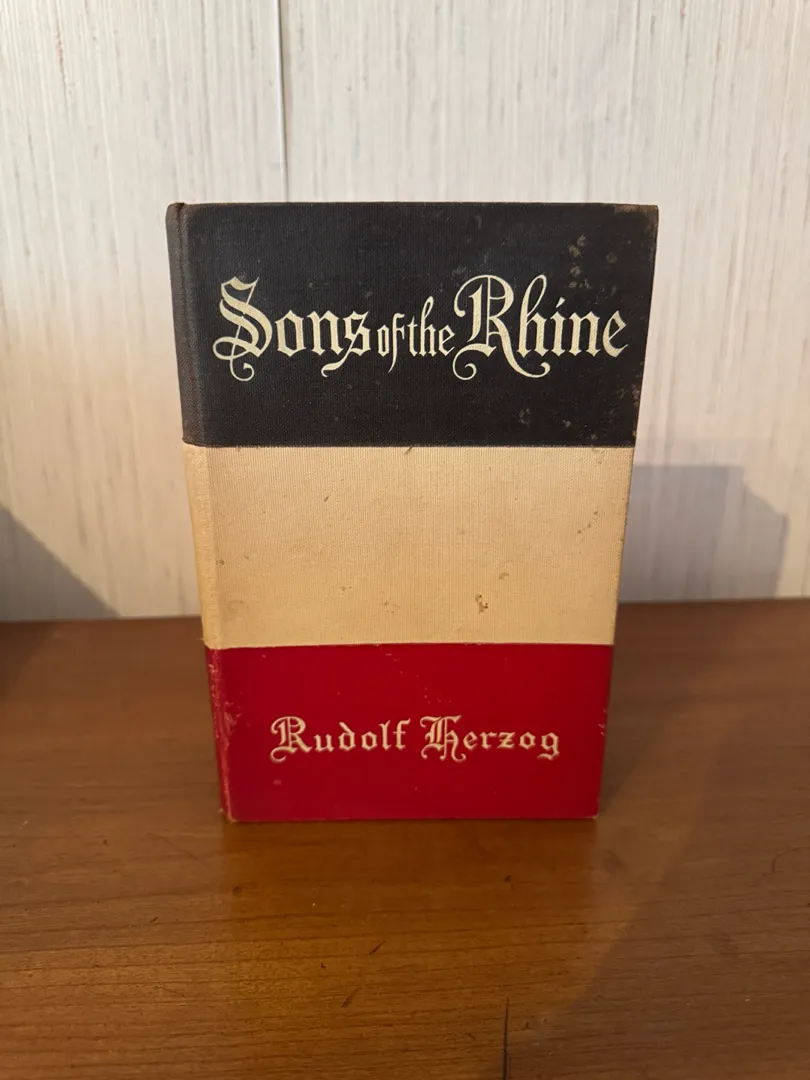 Sons of the Rhine
Rudolf Herzog